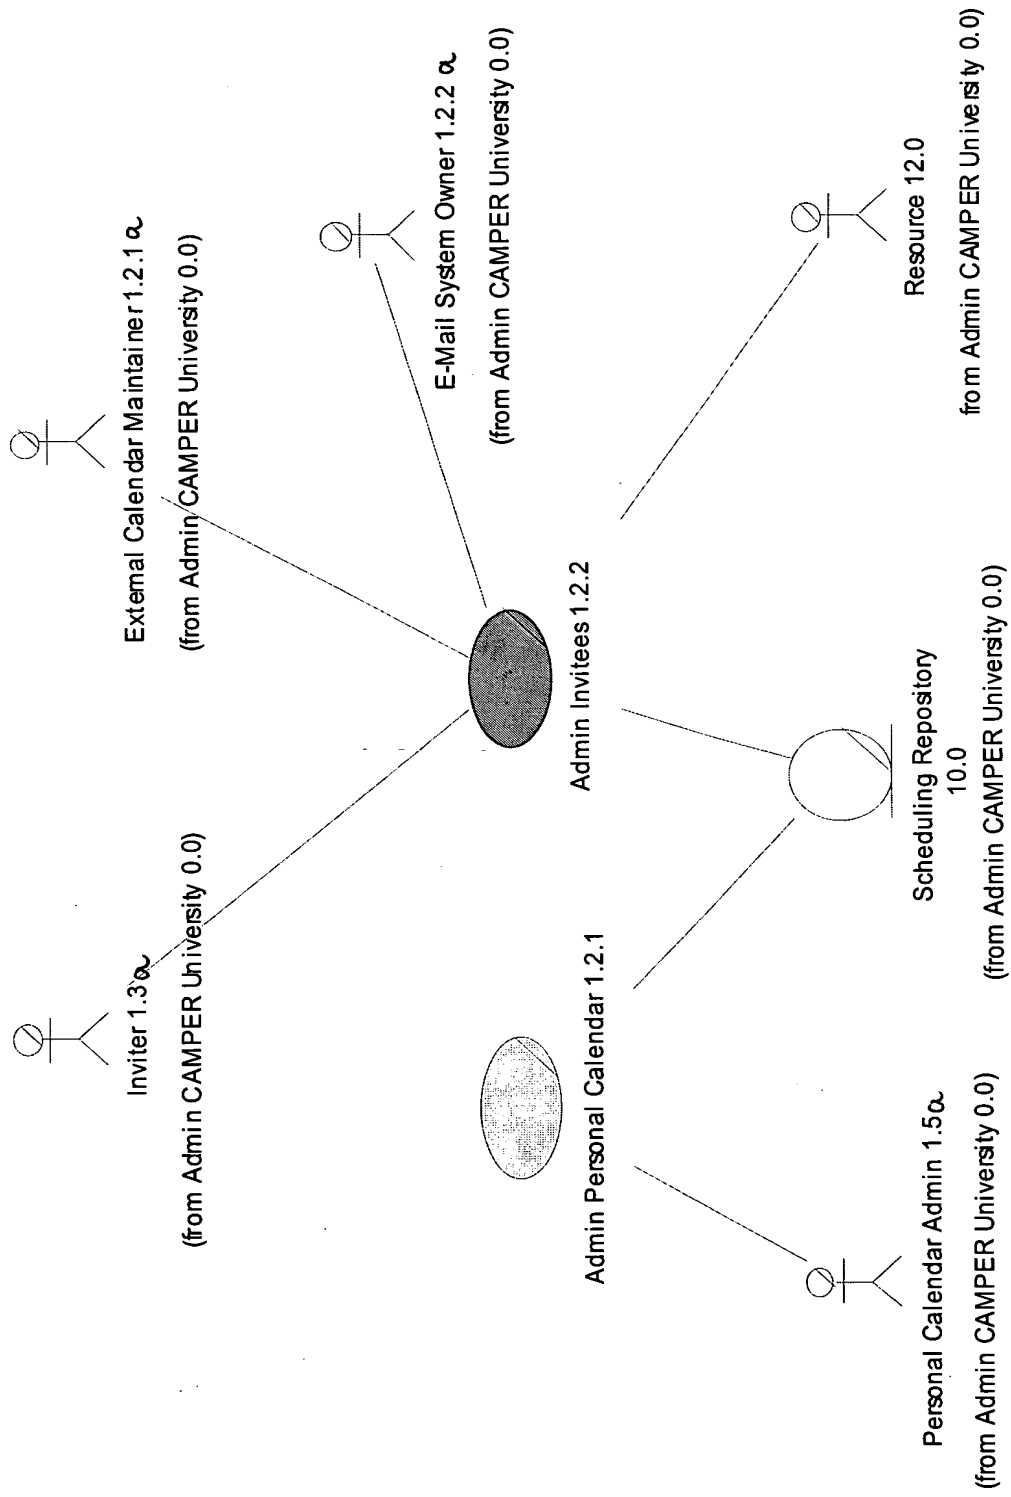 Inviter 1.3a
(from Admin CAMPER University 0.0)
External Calendar Maintainer 1.2.1 a
(from Admin CAMPER University 0.0)
E-Mail System Owner 1.2.2 a
(from Admin CAMPER University 0.0)
Admin Personal Calendar 1.2.1
Admin Invitees 1.2.2
Personal Calendar Admin 1.5a
(from Admin CAMPER University 0.0)
Scheduling Repository
10.0
(from Admin CAMPER University 0.0)
Resource 12.0
from Admin CAMPER University 0.0)